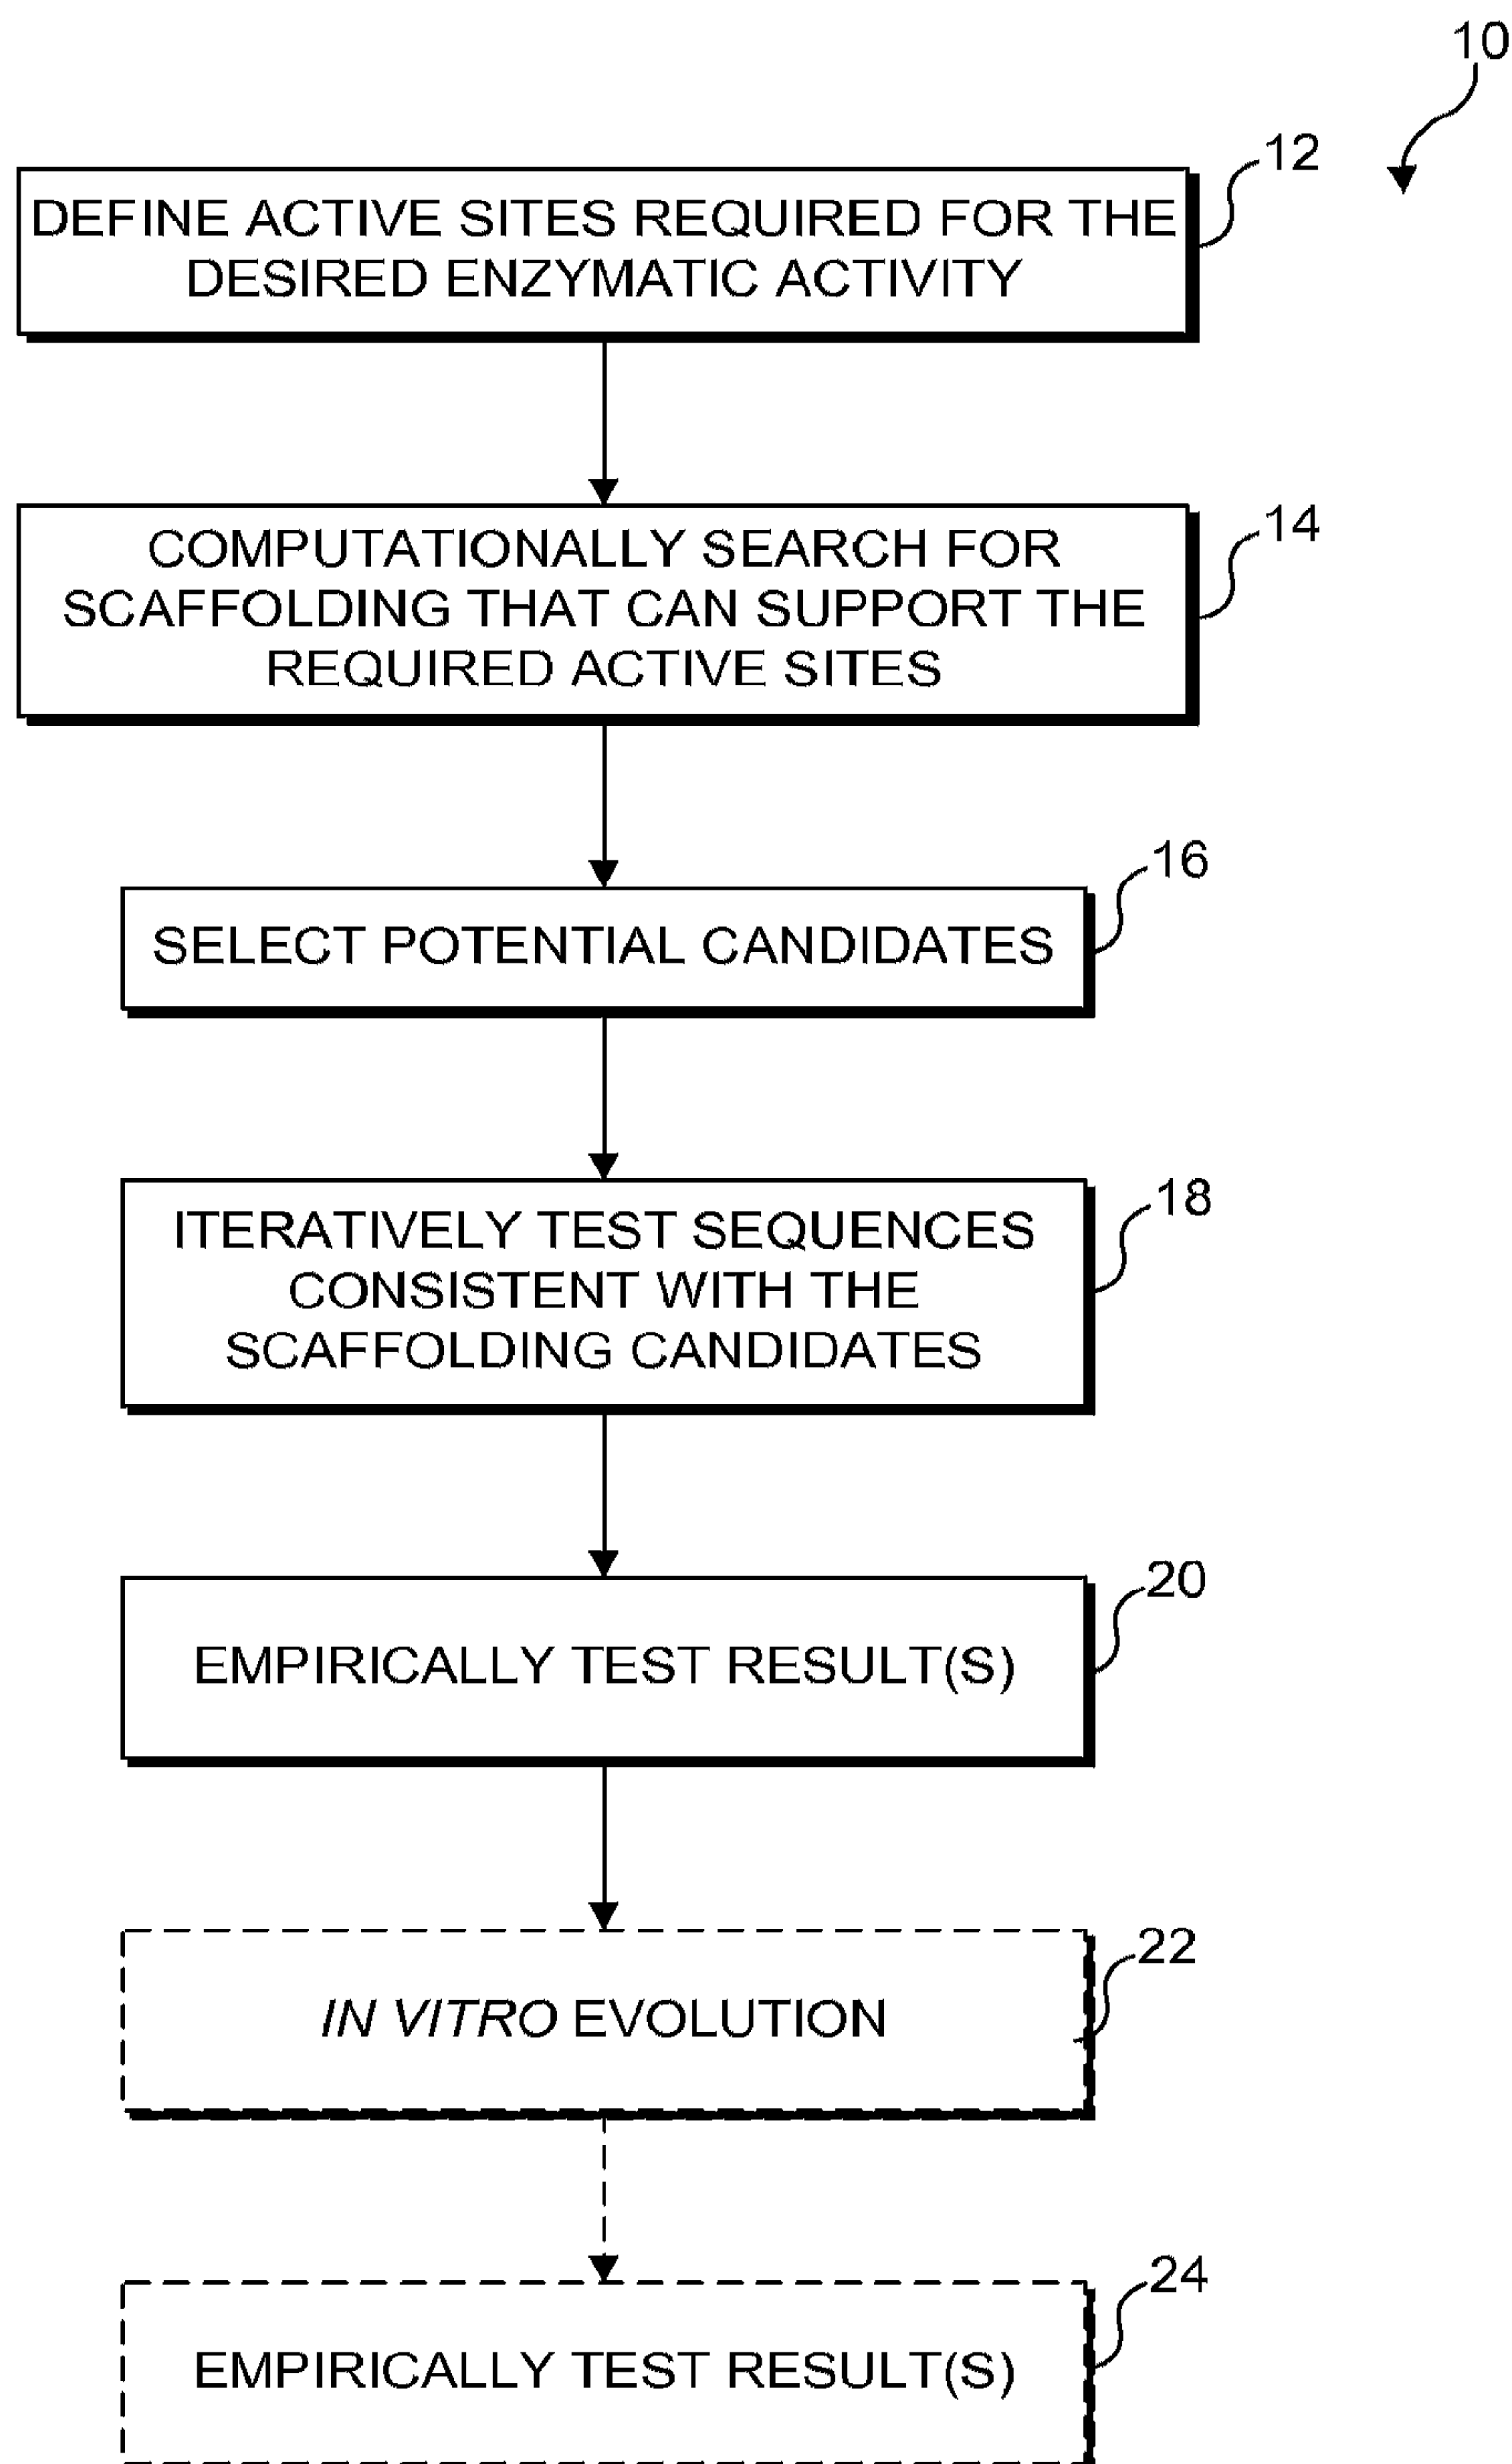 10
12
DEFINE ACTIVE SITES REQUIRED FOR THE
DESIRED ENZYMATIC ACTIVITY
14
COMPUTATIONALLY SEARCH FOR
SCAFFOLDING THAT CAN SUPPORT THE
REQUIRED ACTIVE SITES
16
SELECT POTENTIAL CANDIDATES
18
ITERATIVELY TEST SEQUENCES
CONSISTENT WITH THE
SCAFFOLDING CANDIDATES
20
EMPIRICALLY TEST RESULT(S)
22
IN VITRO EVOLUTION
24
EMPIRICALLY TEST RESULT(S)